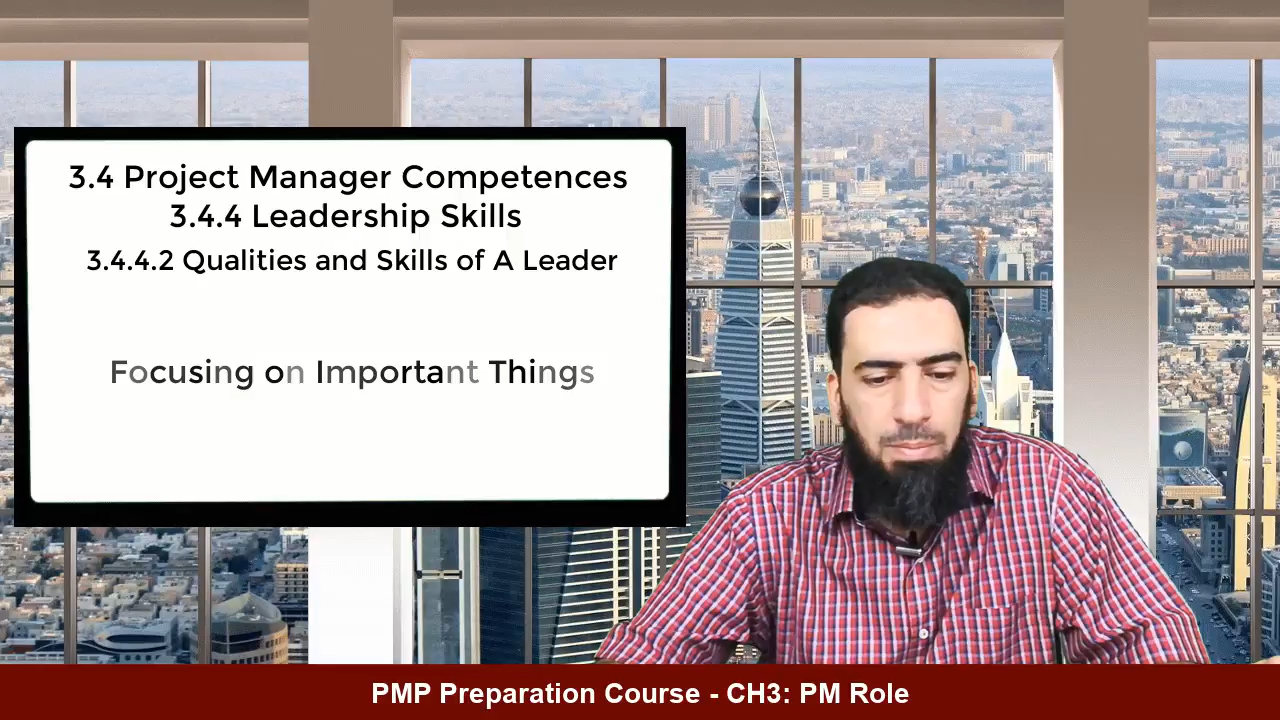 3.4 Project Manager Competences
3.4.4 Leadership Skills
3.4.4.2 Qualities and Skills of A Leader
Focusing on Important Things
PMP Preparation Course - CH3: PM Role